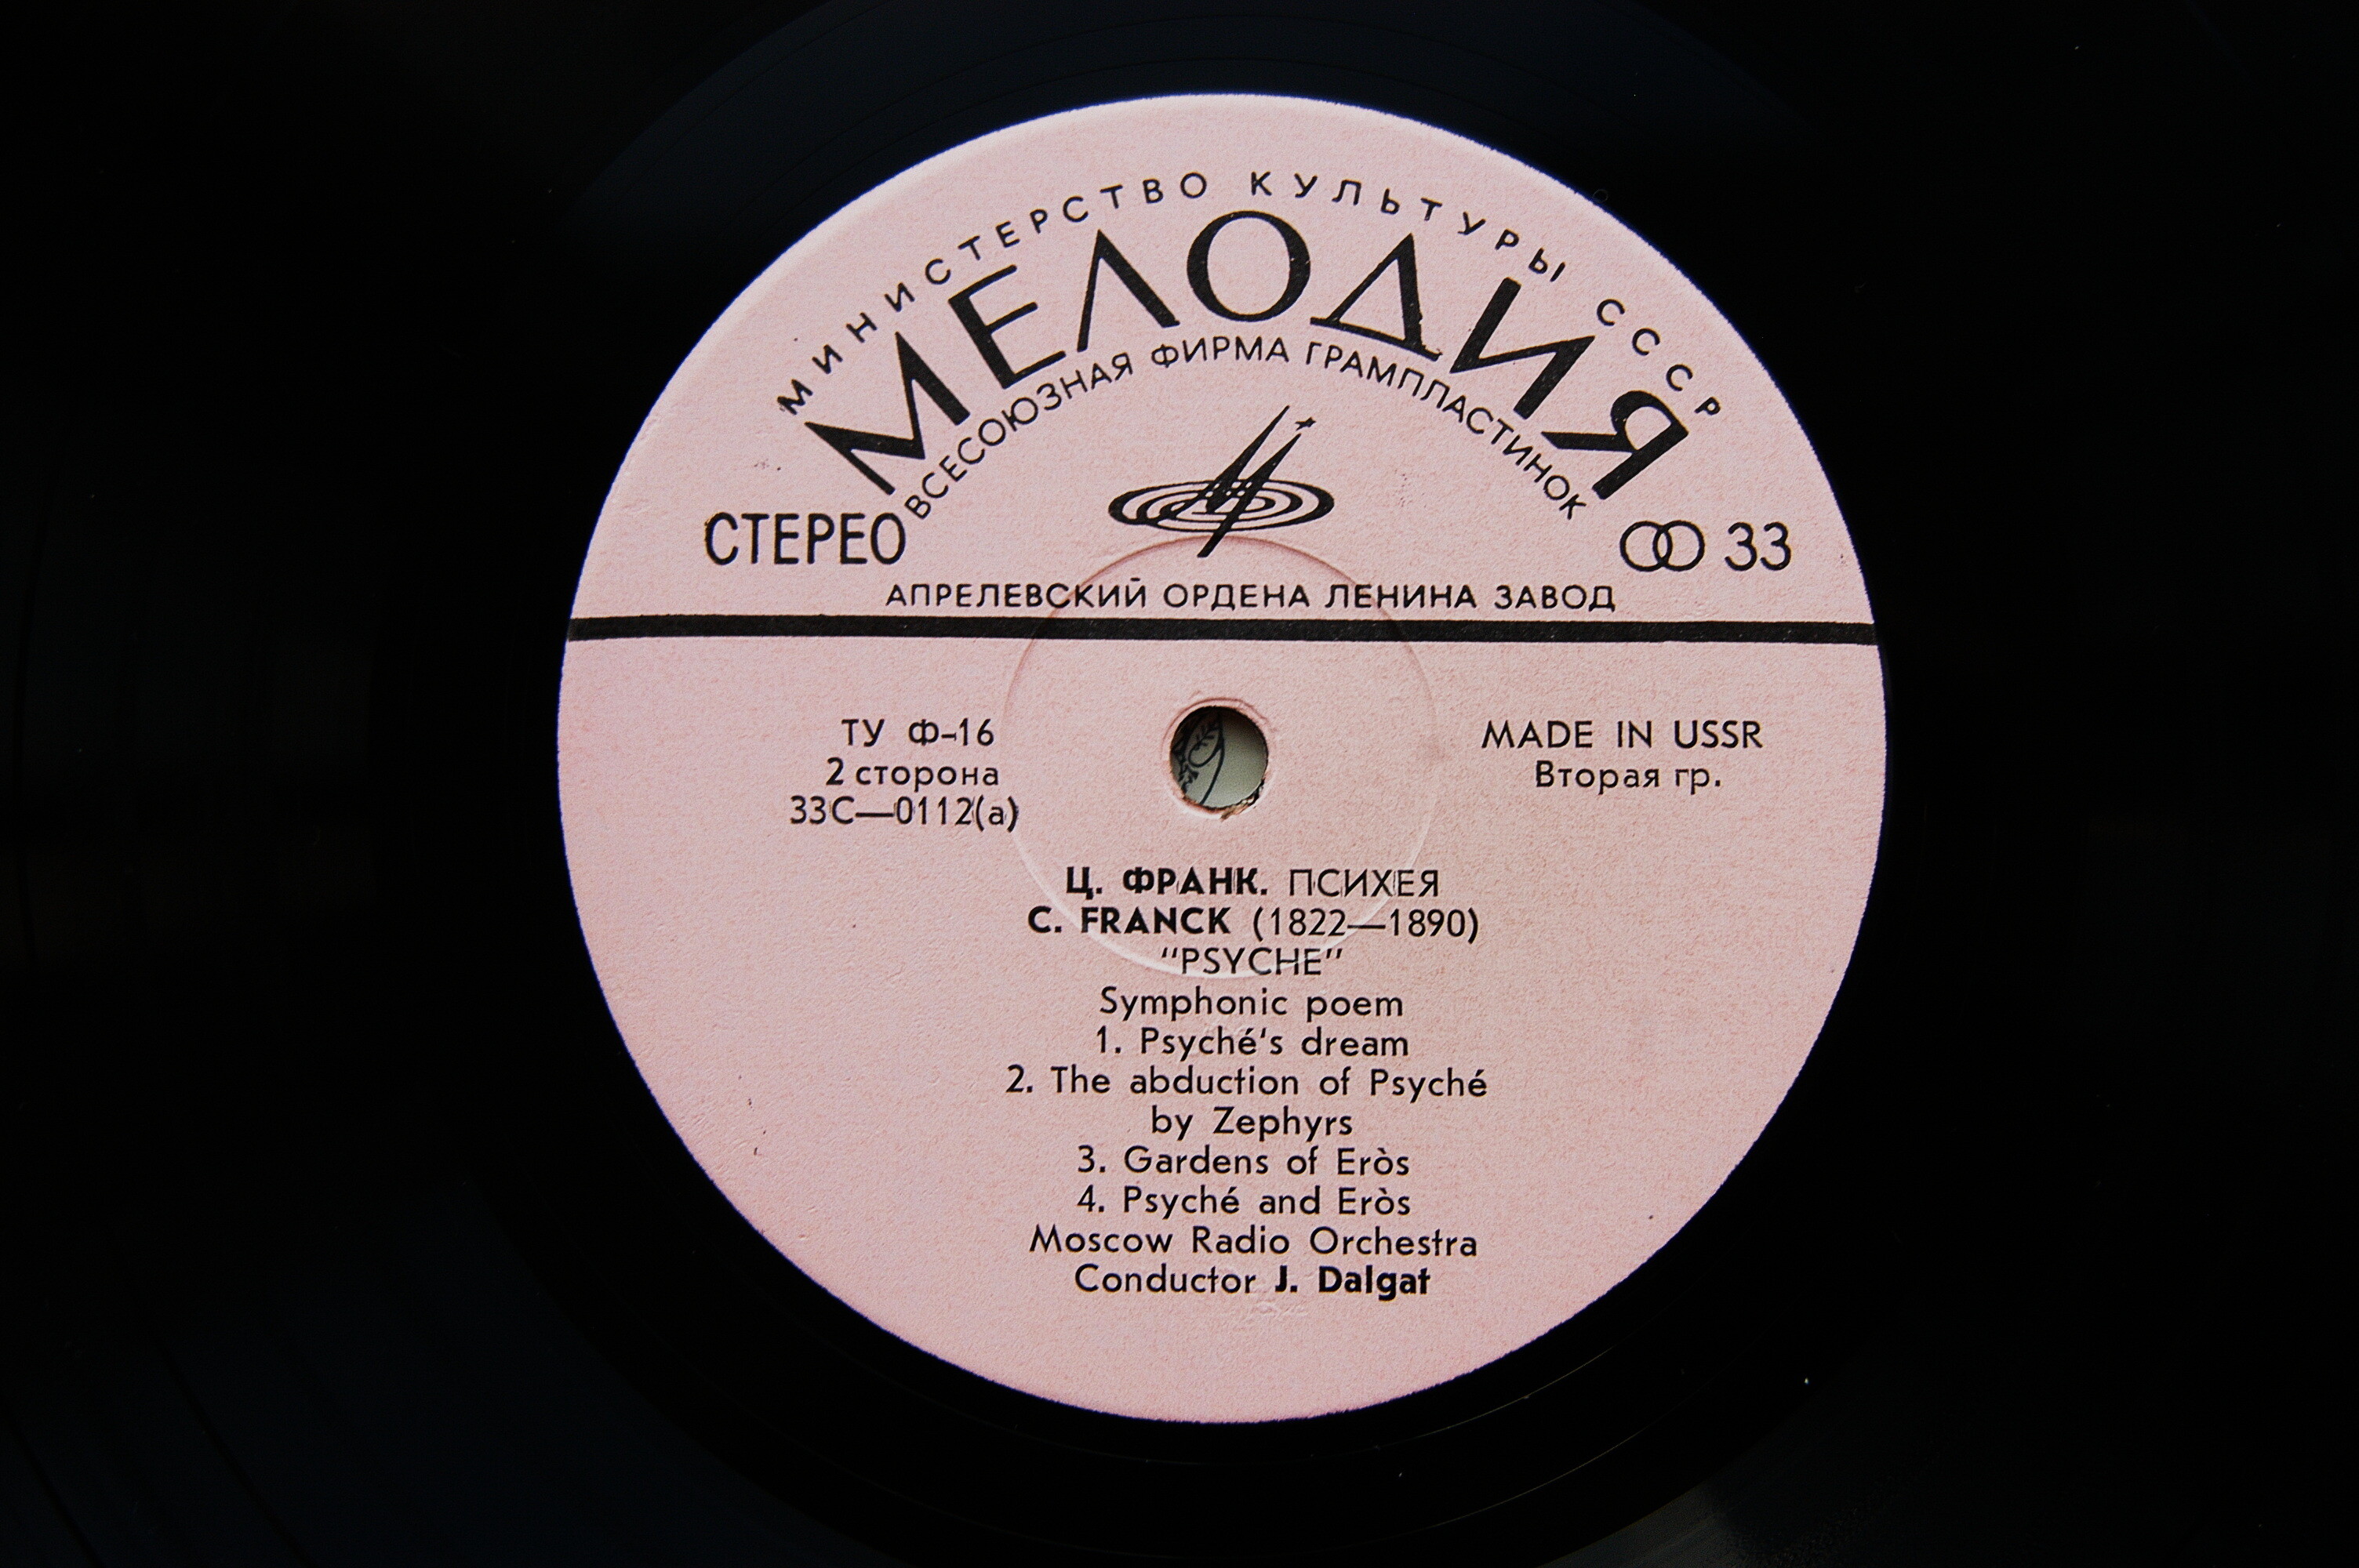 МИНИСТЕРСТВО КУЛЬТУРЫ СССР
МЕЛОДИЯ
ВСЕСОЮЗНАЯ ФИРМА ГРАМПЛАСТИНОК
СТЕРЕО
33
АПРЕЛЕВСКИЙ ОРДЕНА ЛЕНИНА ЗАВОД
ТУ Ф-16
2 сторона
33С—0112(а)
MADE IN USSR
Вторая гр.
Ц. ФРАНК. ПСИХЕЯ
C. FRANCK (1822—1890)
"PSYCHE"
Symphonic poem
1. Psyché's dream
2. The abduction of Psyché
by Zephyrs
3. Gardens of Eròs
4. Psyché and Eròs
Moscow Radio Orchestra
Conductor J. Dalgat